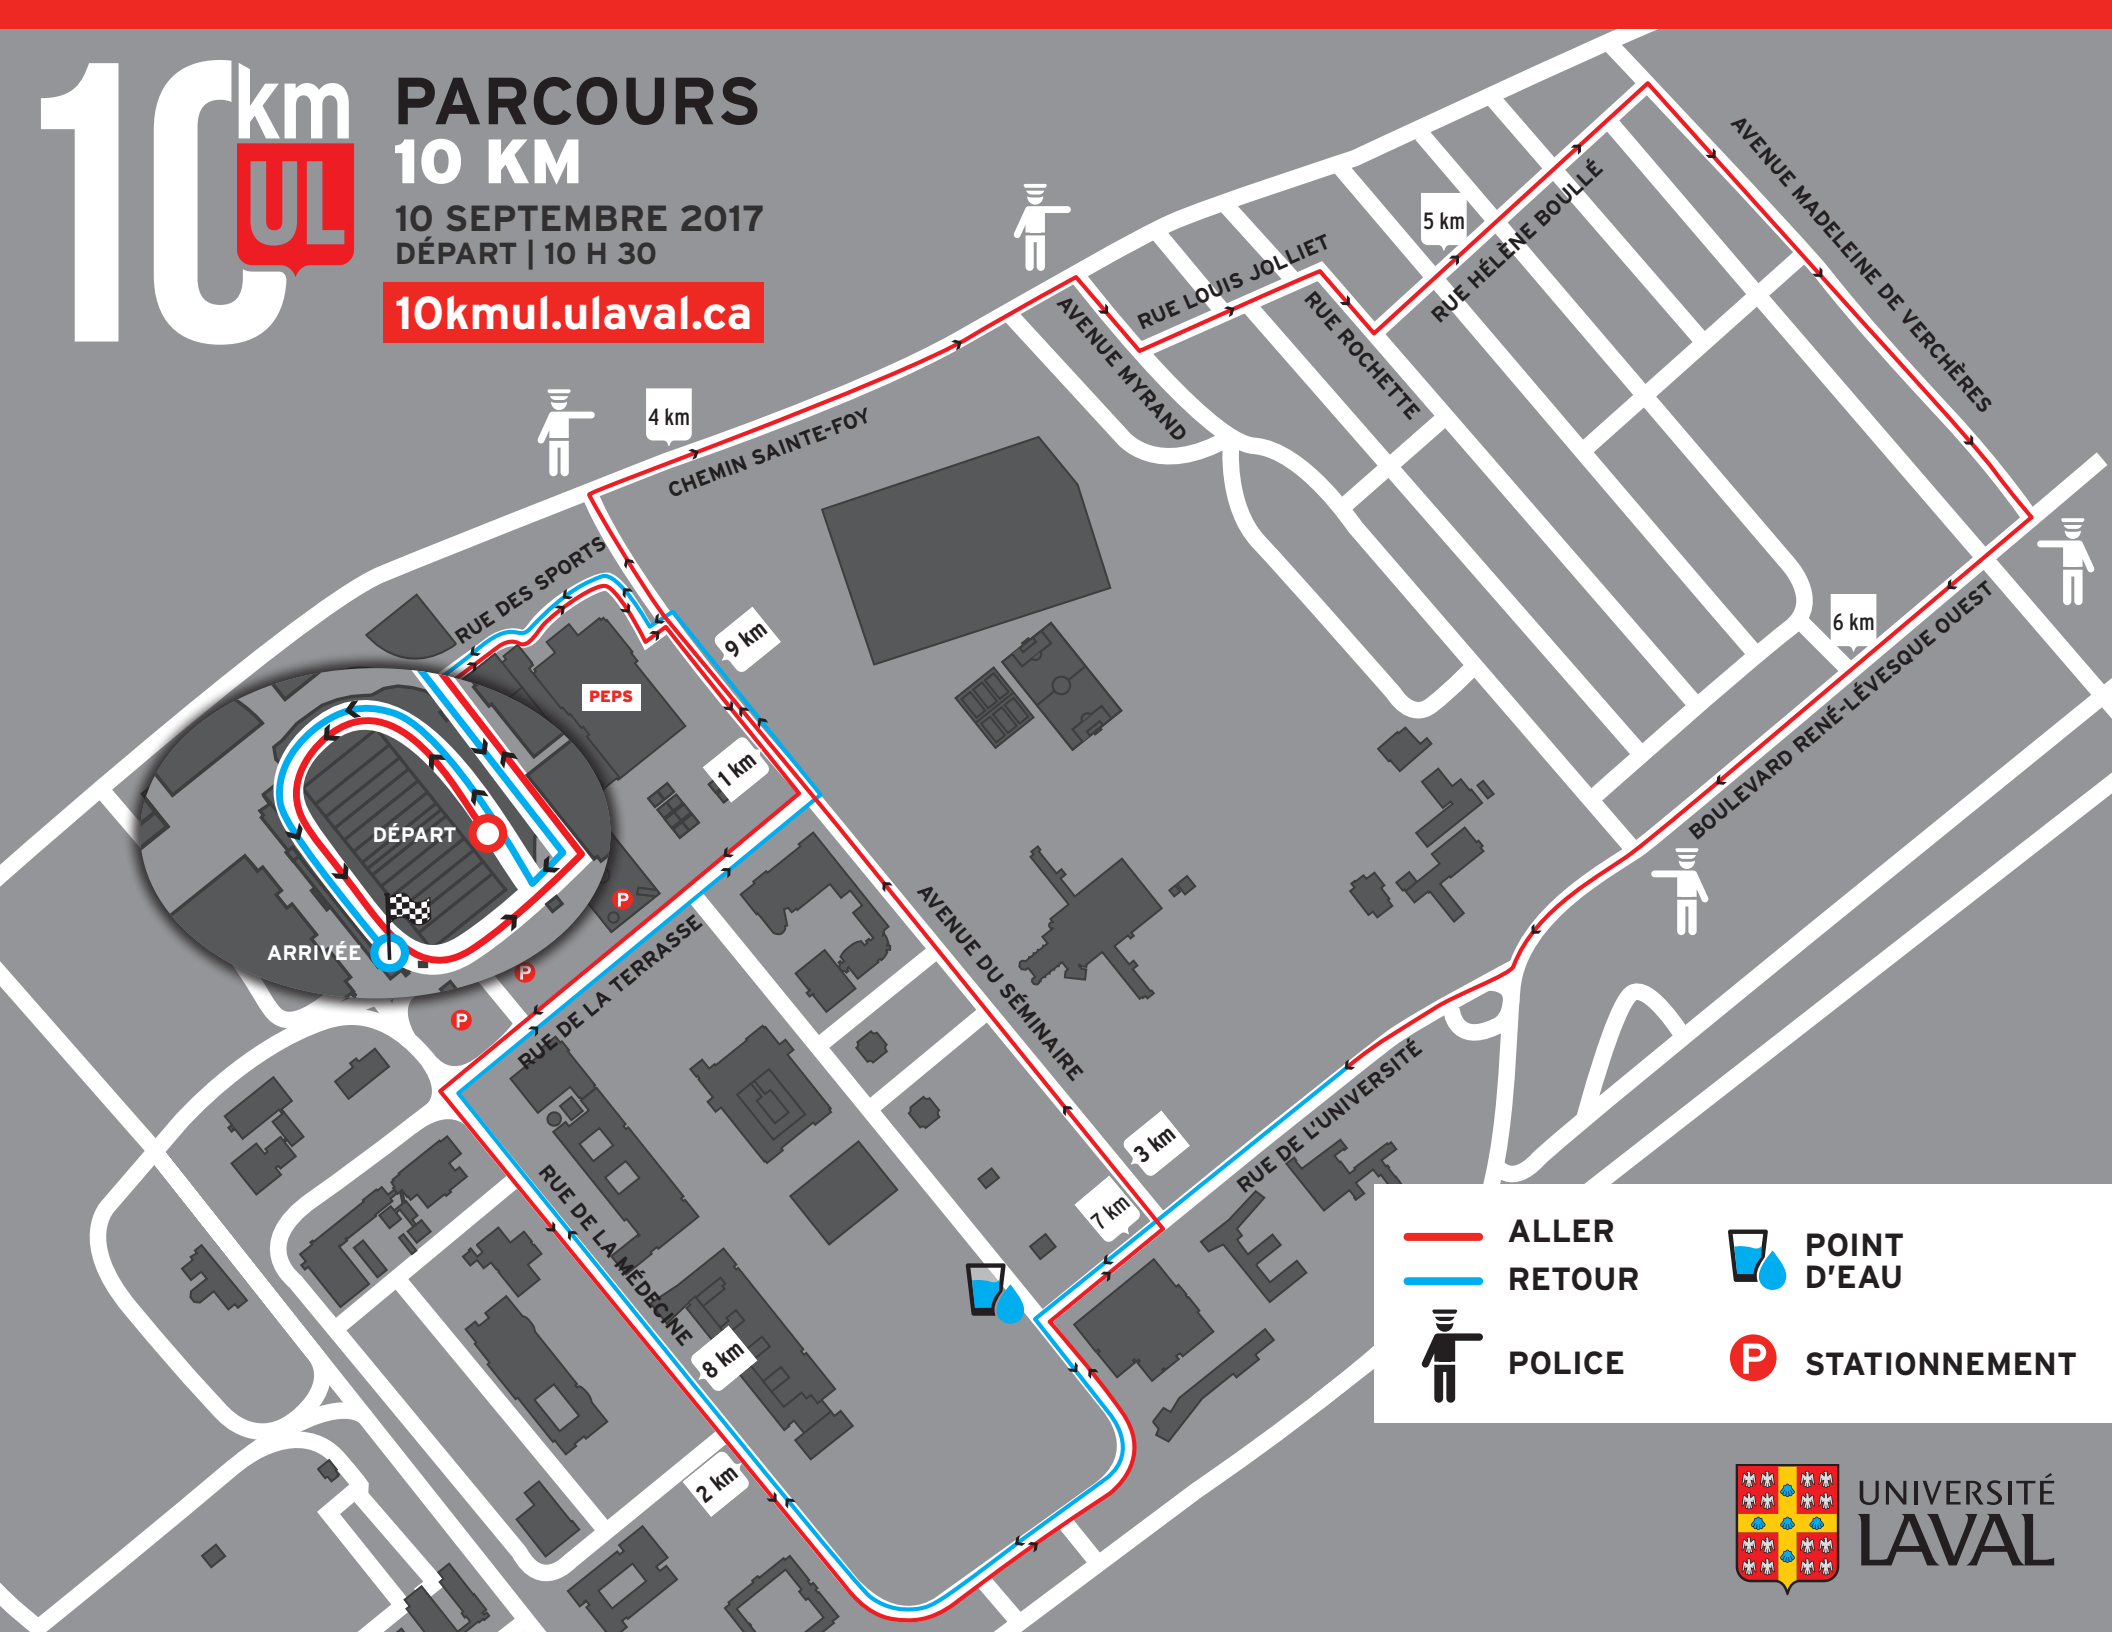 10 km
UL
PARCOURS
10 KM
10 SEPTEMBRE 2017
DÉPART | 10 H 30
10kmul.ulaval.ca
AVENUE MADELEINE DE VERCHÈRES
RUE HÉLÈNE BOULLÉ
5 km
RUE LOUIS JOLLIET
RUE ROCHETTE
AVENUE MYRAND
4 km
CHEMIN SAINTE-FOY
RUE DES SPORTS
9 km
6 km
BOULEVARD RENÉ-LÉVESQUE OUEST
PEPS
1 km
DÉPART
ARRIVÉE
P
P
P
RUE DE LA TERRASSE
AVENUE DU SÉMINAIRE
RUE DE L'UNIVERSITÉ
3 km
7 km
RUE DE LA MÉDECINE
8 km
2 km
ALLER
RETOUR
POLICE
POINT
D'EAU
P
STATIONNEMENT
UNIVERSITÉ
LAVAL